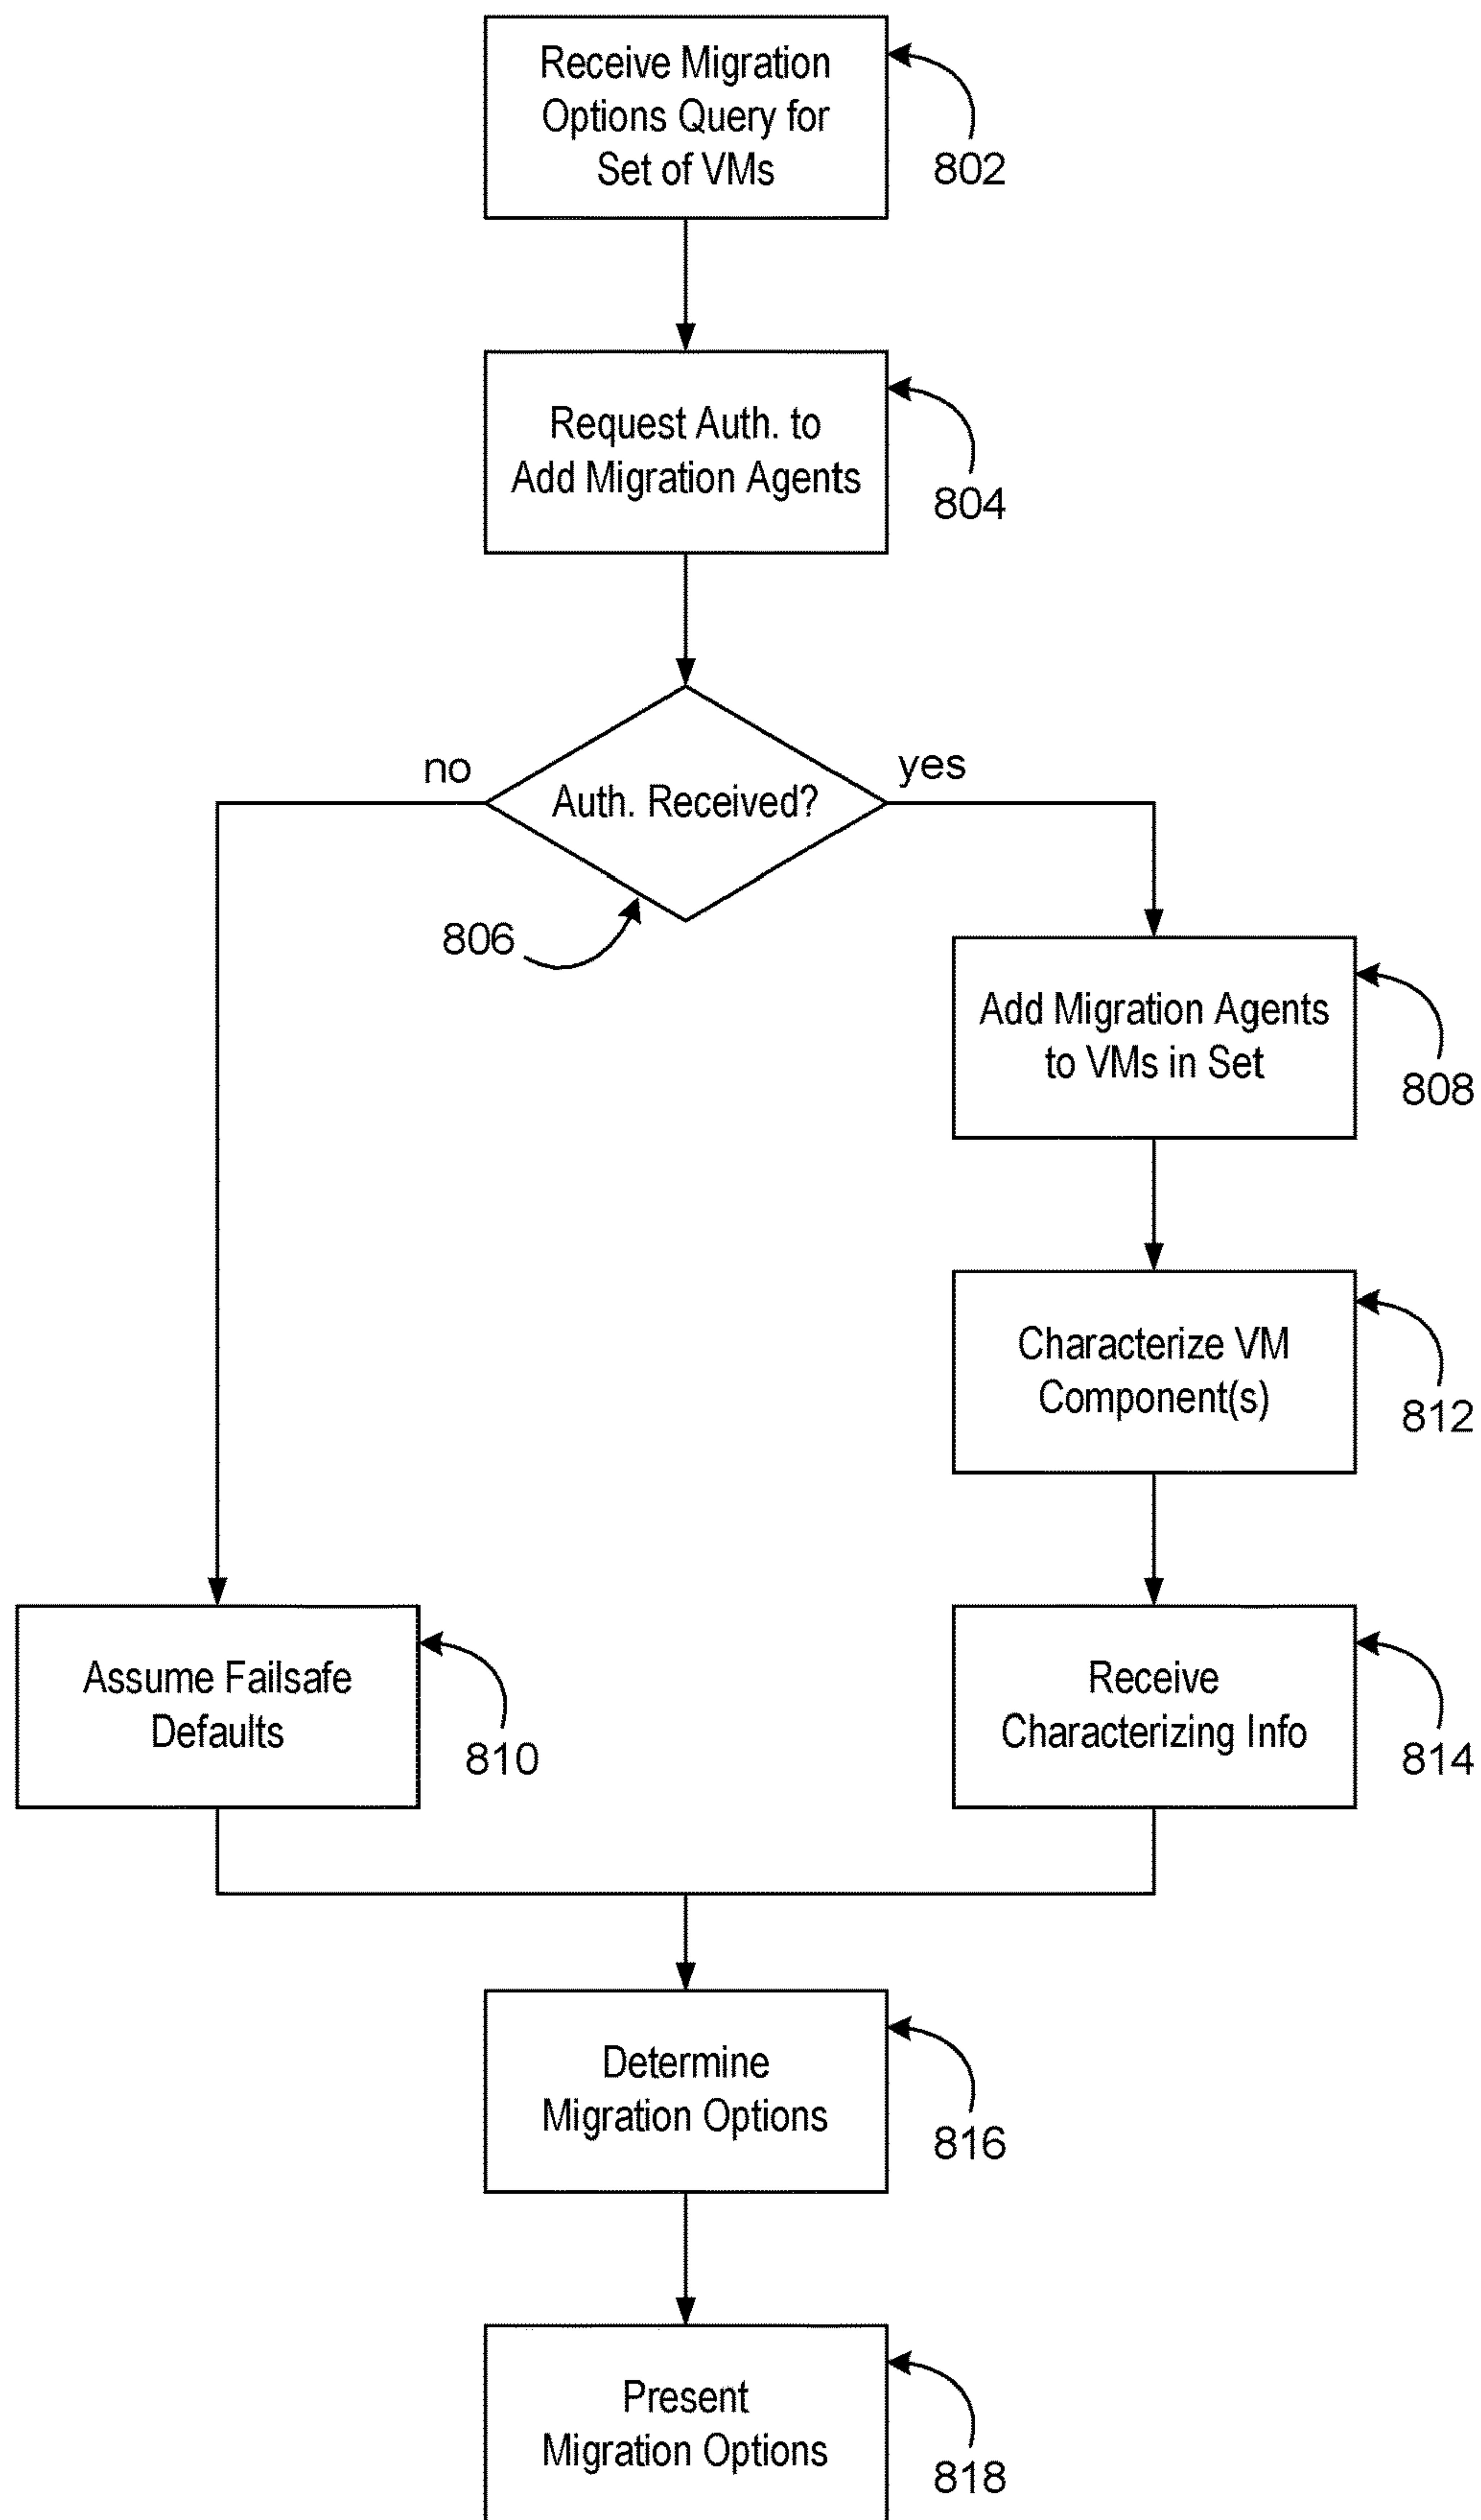 Receive Migration
Options Query for
Set of VMs
802
Request Auth. to
Add Migration Agents
804
no
yes
Auth. Received?
806
Add Migration Agents
to VMs in Set
808
Characterize VM
Component(s)
812
Assume Failsafe
Defaults
810
Receive
Characterizing Info
814
Determine
Migration Options
816
Present
Migration Options
818